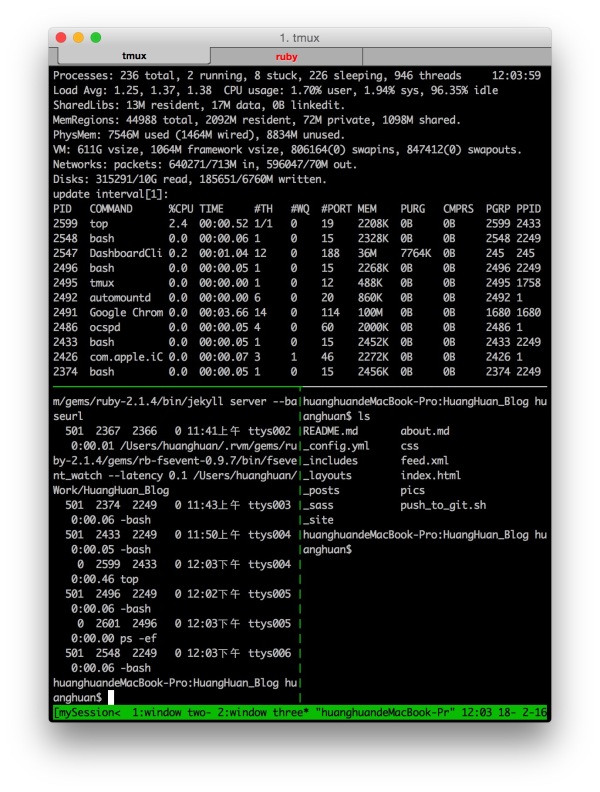 1. tmux
tmux ruby
Processes: 236 total, 2 running, 8 stuck, 226 sleeping, 946 threads 12:03:59
Load Avg: 1.25, 1.37, 1.38 CPU usage: 1.70% user, 1.94% sys, 96.35% idle
SharedLibs: 13M resident, 17M data, 0B linkedit.
MemRegions: 44988 total, 2092M resident, 72M private, 1098M shared.
PhysMem: 7546M used (1464M wired), 8834M unused.
VM: 611G vsize, 1064M framework vsize, 806164(0) swapins, 847412(0) swapouts.
Networks: packets: 640271/713M in, 596047/70M out.
Disks: 315291/10G read, 185651/6760M written.
update interval[1]:
PID COMMAND %CPU TIME #TH #WQ #PORT MEM PURG CMPRS PGRP PPID
2599 top 2.4 00:00.52 1/1 0 19 2208K 0B 0B 2599 2433
2548 bash 0.0 00:00.06 1 0 15 2328K 0B 0B 2548 2249
2547 DashboardCli 0.2 00:01.04 12 0 188 36M 7764K 0B 245 245
2496 bash 0.0 00:00.05 1 0 15 2268K 0B 0B 2496 2249
2495 tmux 0.0 00:00.00 1 0 12 488K 0B 0B 2495 1758
2492 automountd 0.0 00:00.00 6 0 20 860K 0B 0B 2492 1
2491 Google Chrom 0.0 00:03.66 14 0 114 100M 0B 0B 1680 1680
2486 ocspd 0.0 00:00.05 4 0 60 2000K 0B 0B 2486 1
2433 bash 0.0 00:00.05 1 0 15 2452K 0B 0B 2433 2249
2426 com.apple.iC 0.0 00:00.07 3 1 46 2272K 0B 0B 2426 1
2374 bash 0.0 00:00.05 1 0 15 2456K 0B 0B 2374 2249
m/gems/ruby-2.1.4/bin/jekyll server --ba
seurl
501 2367 2366 0 11:41上午 ttys002
0:00.01 /Users/huanghuan/.rvm/gems/ru
by-2.1.4/gems/rb-fsevent-0.9.7/bin/fseve
nt_watch --latency 0.1 /Users/huanghuan/
Work/HuangHuan_Blog
501 2374 2249 0 11:43上午 ttys003
0:00.06 -bash
501 2433 2249 0 11:50上午 ttys004
0:00.05 -bash
0 2599 2433 0 12:03下午 ttys004
0:00.46 top
501 2496 2249 0 12:02下午 ttys005
0:00.06 -bash
0 2601 2496 0 12:03下午 ttys005
0:00.00 ps -ef
501 2548 2249 0 12:03下午 ttys006
0:00.06 -bash
huanghuandeMacBook-Pro:HuangHuan_Blog hu
anghuan$
huanghuandeMacBook-Pro:HuangHuan_Blog hu
anghuan$ ls
README.md about.md
_config.yml css
_includes feed.xml
_layouts index.html
_posts pics
_sass push_to_git.sh
_site
huanghuandeMacBook-Pro:HuangHuan_Blog hu
anghuan$
[mySession< 1:window two- 2:window three* "huanghuandeMacBook-Pr" 12:03 18- 2-16